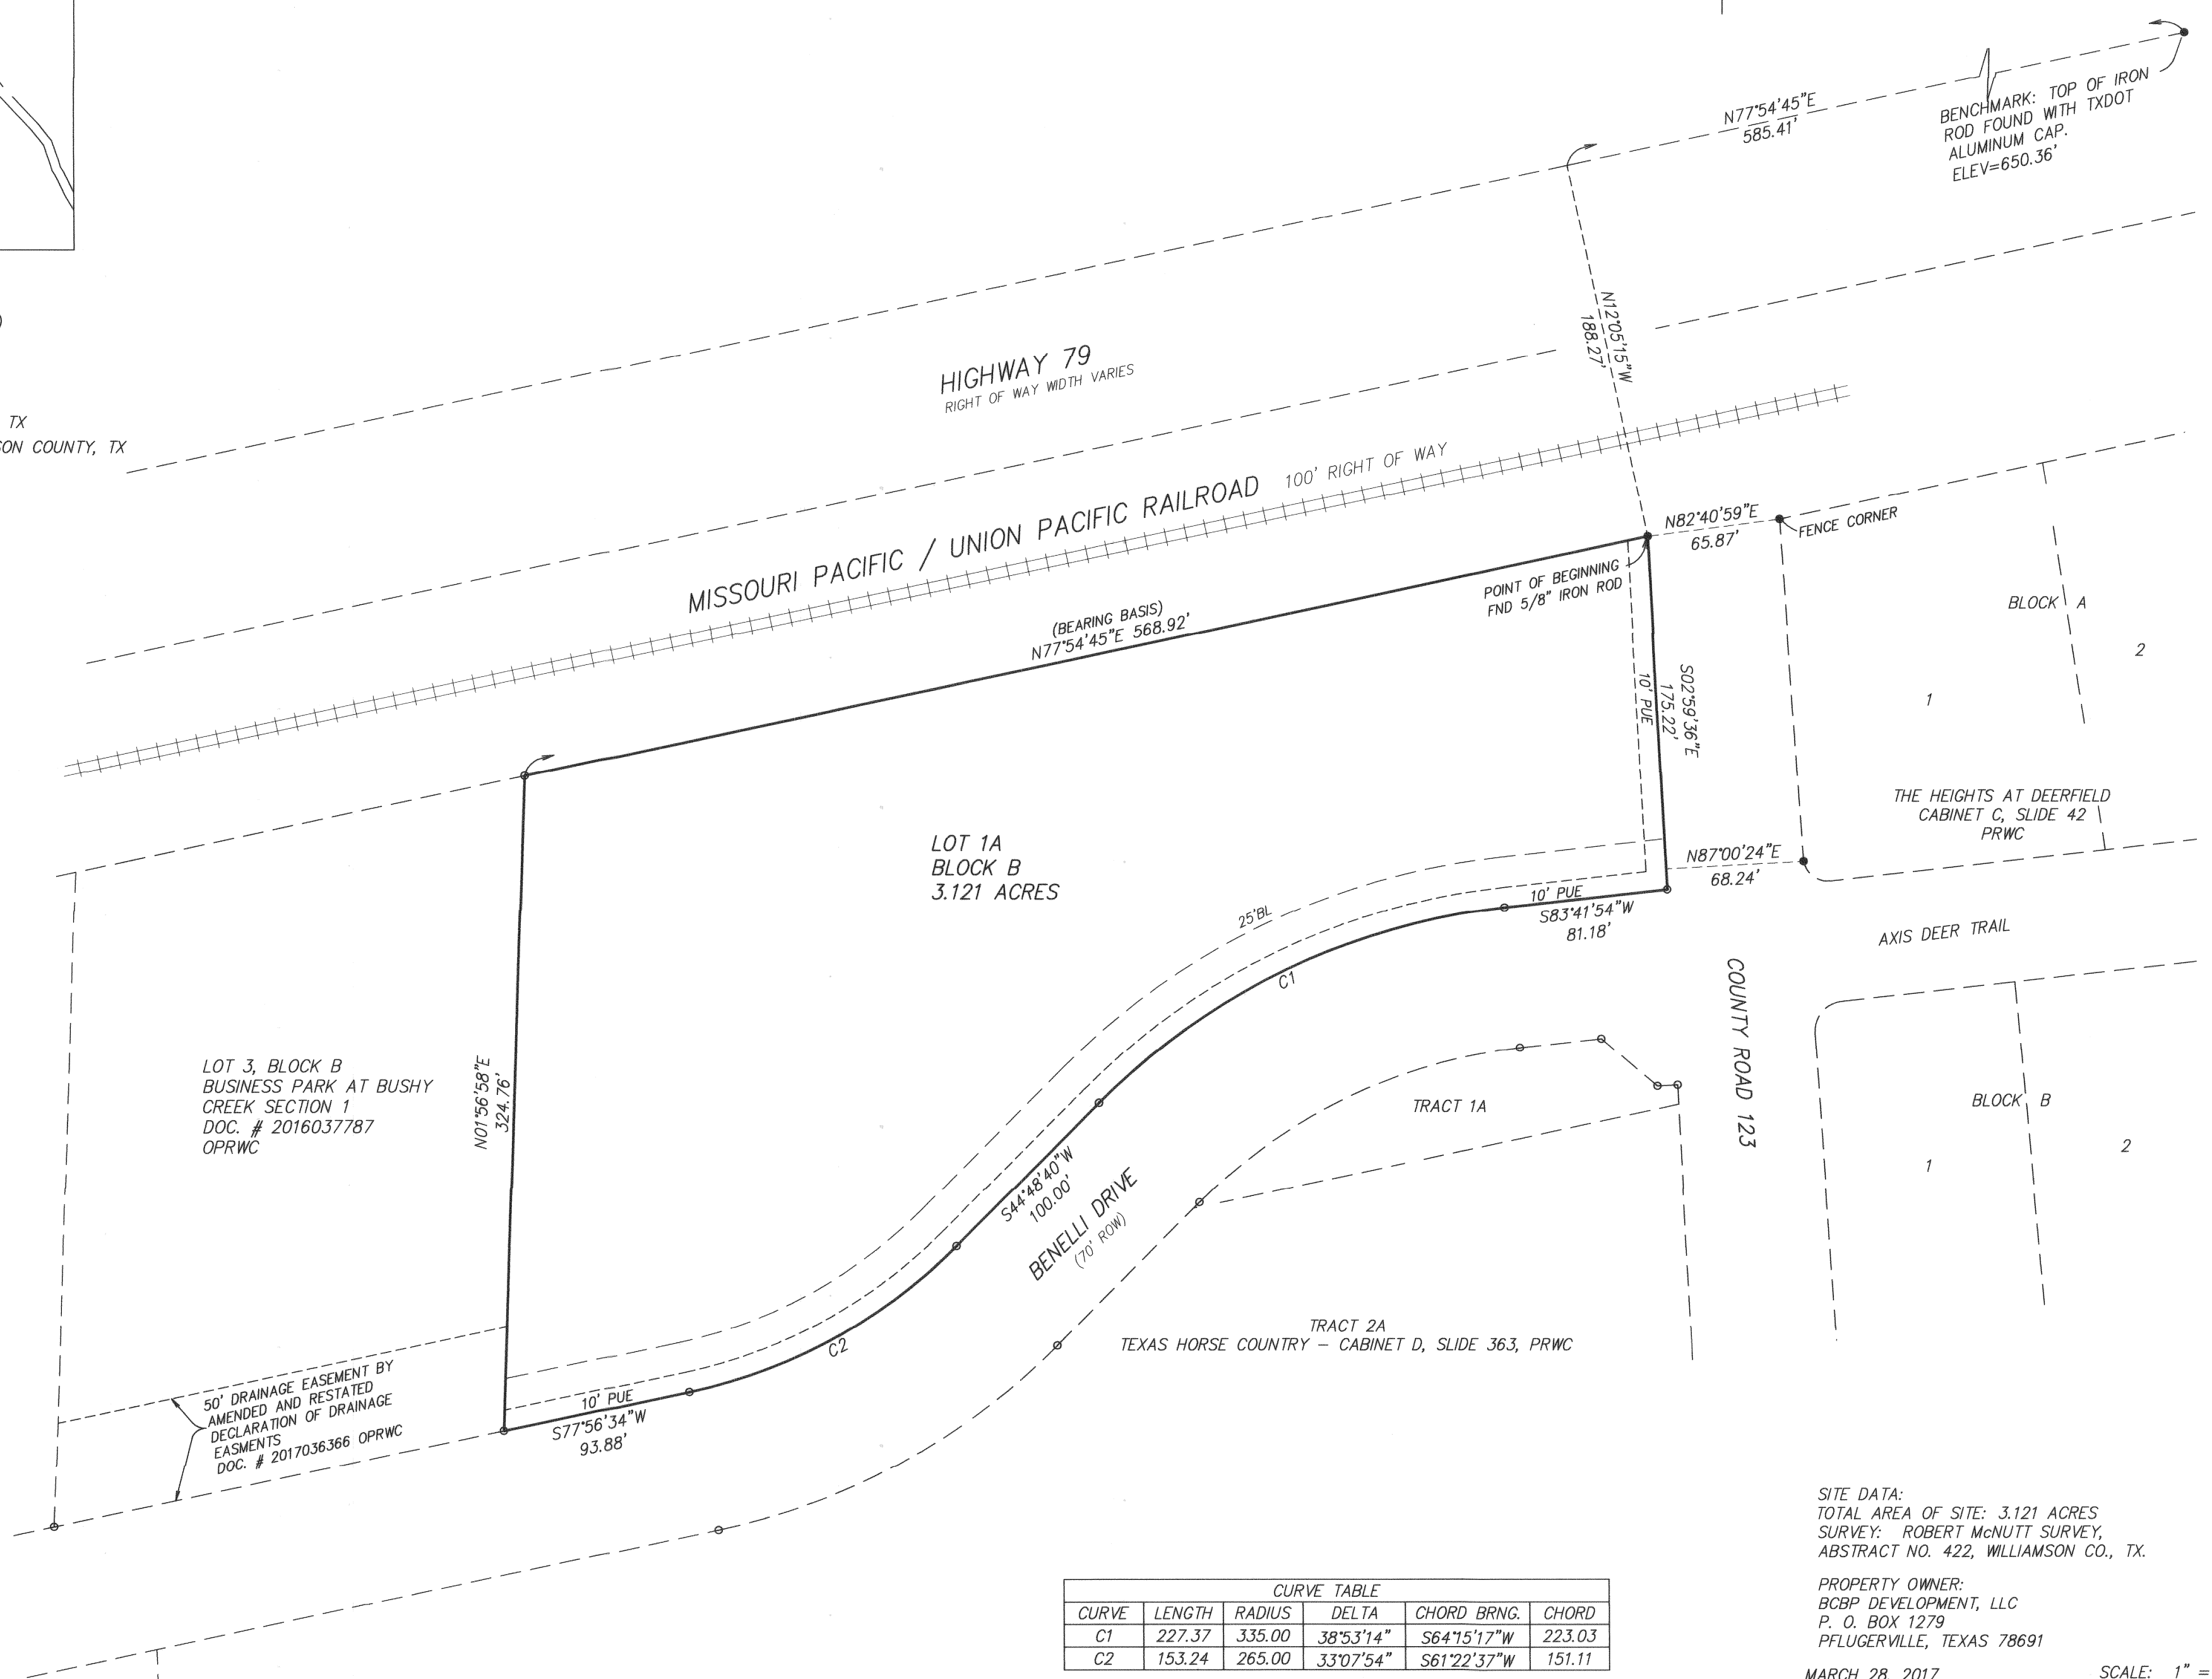 N77°54'45"E
585.41'
BENCHMARK: TOP OF IRON
ROD FOUND WITH TXDOT
ALUMINUM CAP.
ELEV=650.36'
)
TX
SON COUNTY, TX
N12°05'15"W
188.27'
HIGHWAY 79
RIGHT OF WAY WIDTH VARIES
MISSOURI PACIFIC / UNION PACIFIC RAILROAD 100' RIGHT OF WAY
N82°40'59"E
65.87'
FENCE CORNER
POINT OF BEGINNING
FND 5/8" IRON ROD
(BEARING BASIS)
N77°54'45"E 568.92'
BLOCK A
2
1
10' PUE
S02°59'36"E
175.22'
THE HEIGHTS AT DEERFIELD
CABINET C, SLIDE 42
PRWC
LOT 1A
BLOCK B
3.121 ACRES
N87°00'24"E
68.24'
25'BL
10' PUE
S83°41'54"W
81.18'
AXIS DEER TRAIL
C1
COUNTY ROAD 123
LOT 3, BLOCK B
BUSINESS PARK AT BUSHY
CREEK SECTION 1
DOC. # 2016037787
OPRWC
N01°56'58"E
324.76'
TRACT 1A
BLOCK B
2
1
S44°48'40"W
100.00'
BENELLI DRIVE
(70' ROW)
TRACT 2A
TEXAS HORSE COUNTRY – CABINET D, SLIDE 363, PRWC
C2
50' DRAINAGE EASEMENT BY
AMENDED AND RESTATED
DECLARATION OF DRAINAGE
EASMENTS
DOC. # 2017036366 OPRWC
10' PUE
S77°56'34"W
93.88'
SITE DATA:
TOTAL AREA OF SITE: 3.121 ACRES
SURVEY: ROBERT McNUTT SURVEY,
ABSTRACT NO. 422, WILLIAMSON CO., TX.
PROPERTY OWNER:
BCBP DEVELOPMENT, LLC
P. O. BOX 1279
PFLUGERVILLE, TEXAS 78691
CURVE TABLE
CURVE LENGTH RADIUS DELTA CHORD BRNG. CHORD
C1 227.37 335.00 38°53'14" S64°15'17"W 223.03
C2 153.24 265.00 33°07'54" S61°22'37"W 151.11
MARCH 28, 2017
SCALE: 1" =